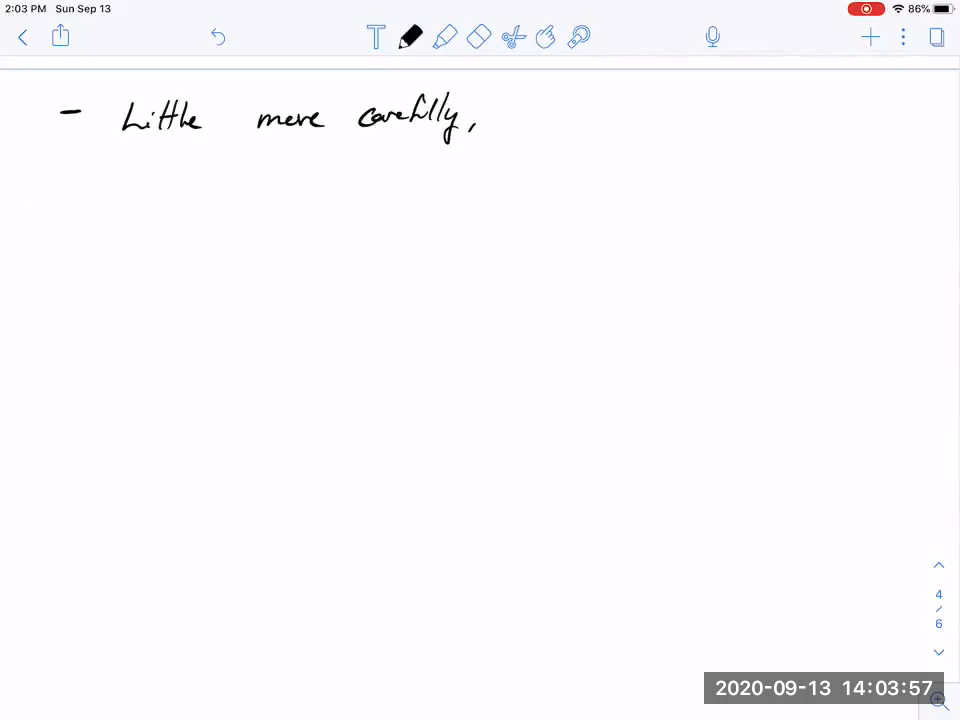 2:03 PM Sun Sep 13 86%
T
- Little more carefully,
4
/
6
2020-09-13 14:03:57